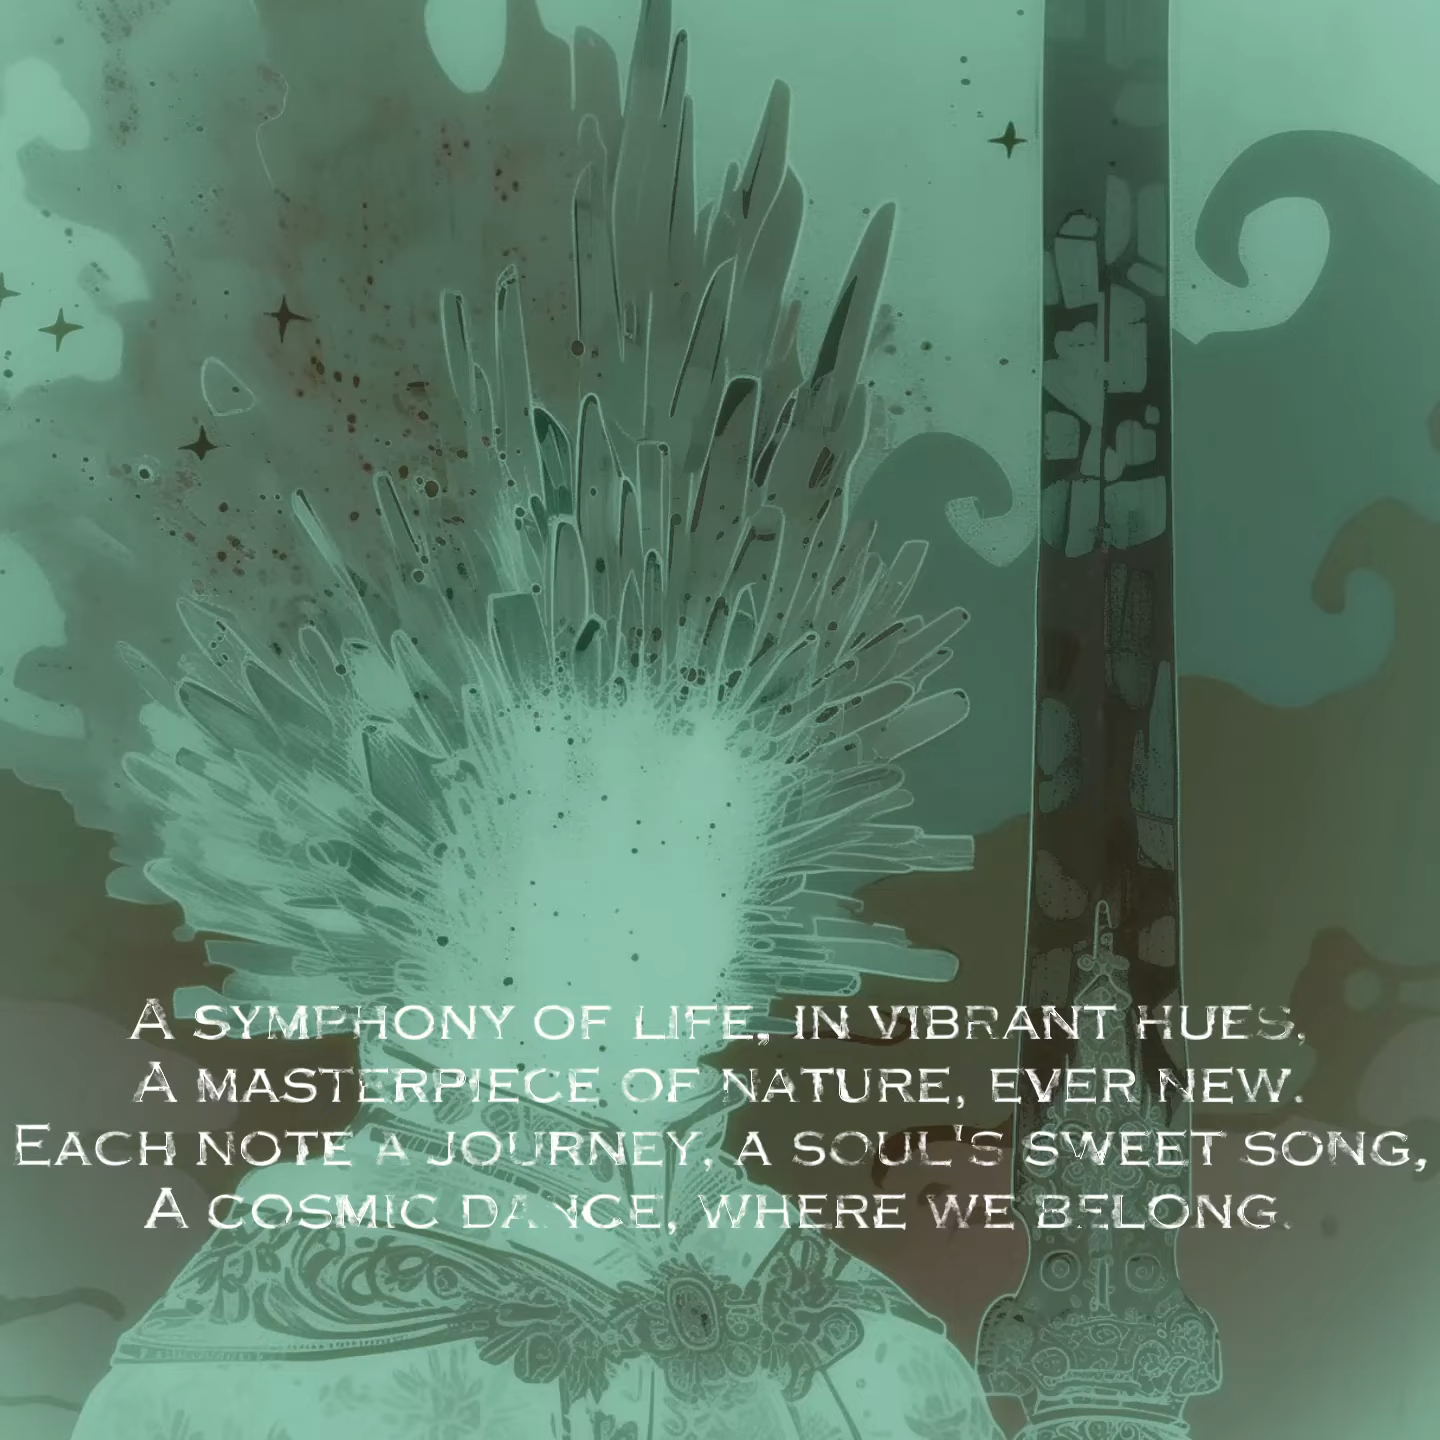 A symphony of life, in vibrant hues.
A masterpiece of nature, ever new.
Each note a journey, a soul's sweet song,
A cosmic dance, where we belong.